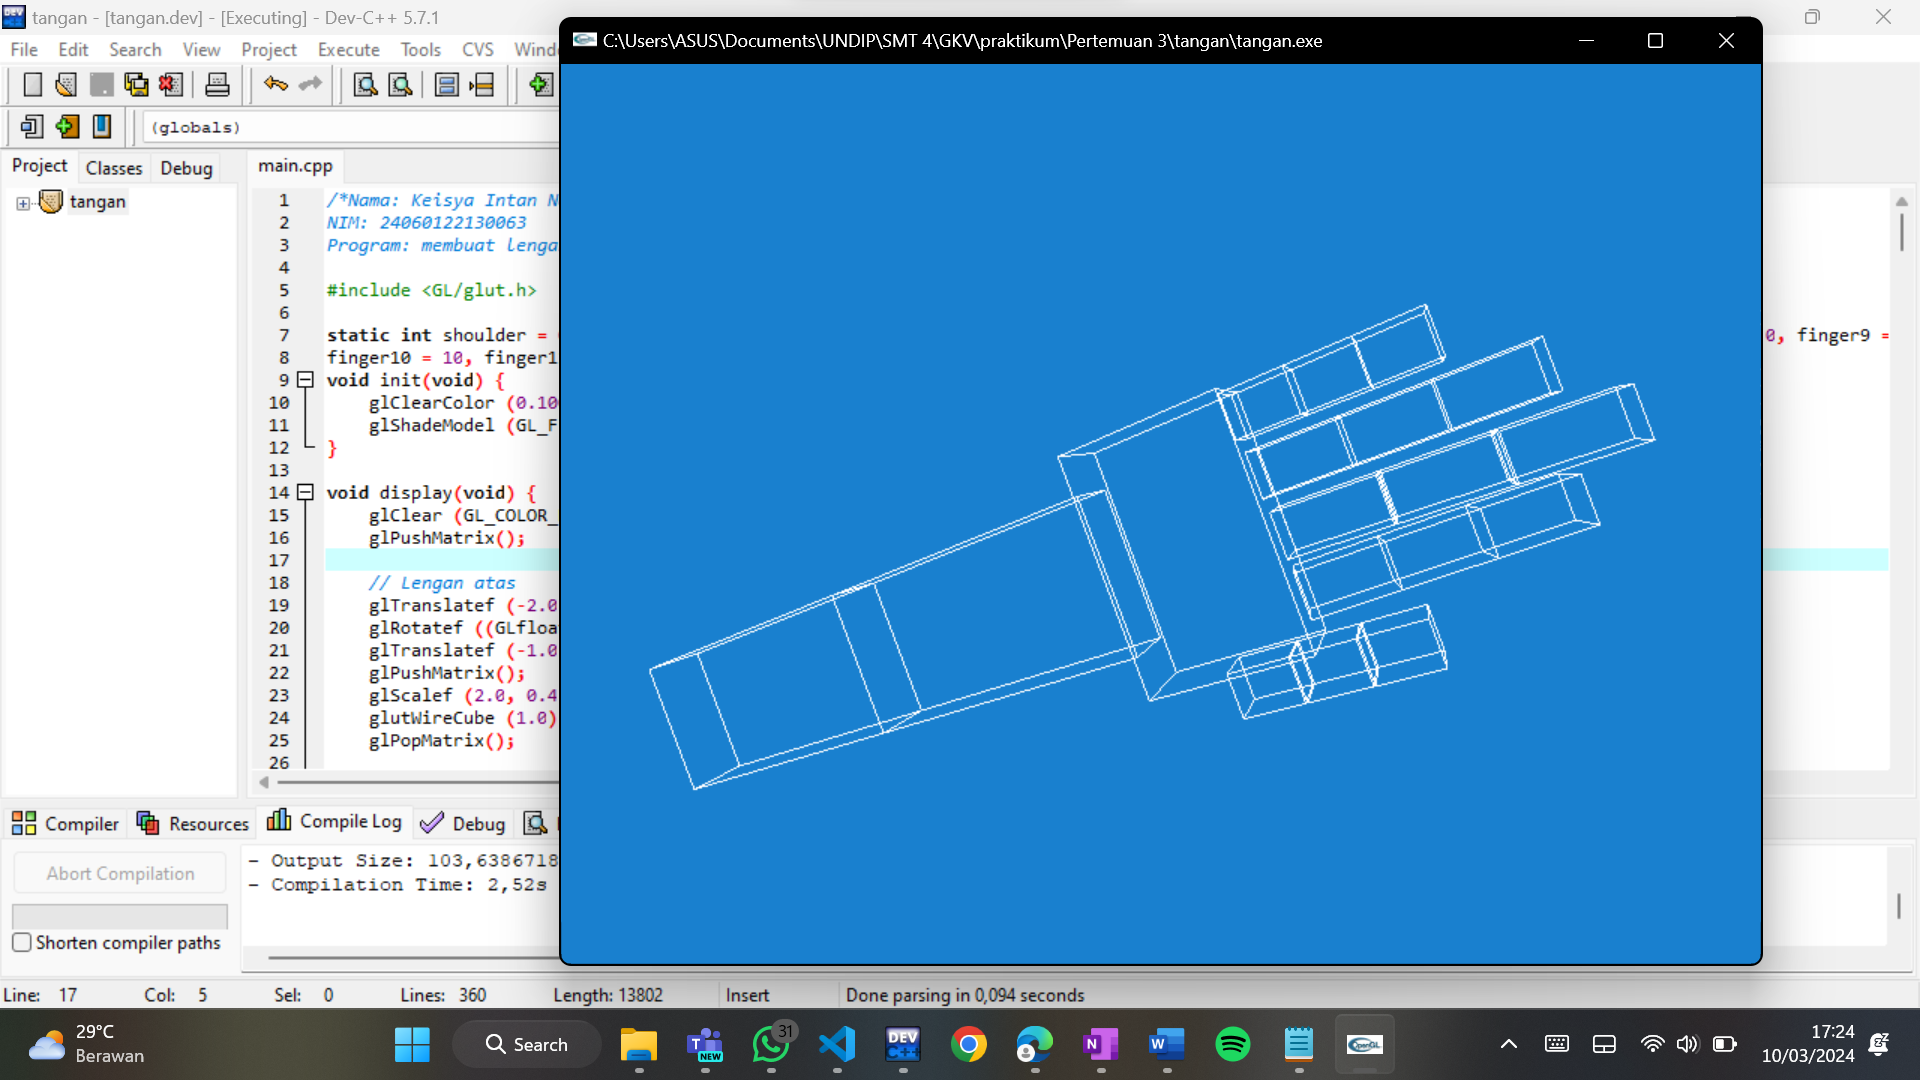 tangan - [tangan.dev] - [Executing] - Dev-C++ 5.7.1
File Edit Search View Project Execute Tools CVS
C:\Users\ASUS\Documents\UNDIP\SMT 4\GKV\praktikum\Pertemuan 3\tangan\tangan.exe
(globals)
Project Classes Debug
main.cpp
tangan
1 /*Nama: Keisya Intan N
2 NIM: 24060122130063
3 Program: membuat lenga
4
5 #include <GL/glut.h>
6
7 static int shoulder = 0, finger9 =
8 finger10 = 10, finger1
9 void init(void) {
10 glClearColor (0.10
11 glShadeModel (GL_F
12 }
13
14 void display(void) {
15 glClear (GL_COLOR_
16 glPushMatrix();
17
18 // Lengan atas
19 glTranslatef (-2.0
20 glRotatef ((GLfloa
21 glTranslatef (-1.0
22 glPushMatrix();
23 glScalef (2.0, 0.4
24 glutWireCube (1.0)
25 glPopMatrix();
26
Compiler Resources Compile Log Debug
Abort Compilation
Shorten compiler paths
- Output Size: 103,6386718
- Compilation Time: 2,52s
Line: 17 Col: 5 Sel: 0 Lines: 360 Length: 13802 Insert Done parsing in 0,094 seconds
29°C
Berawan
Search
NEW
31
DEV
C++
OpenGL
17:24
10/03/2024